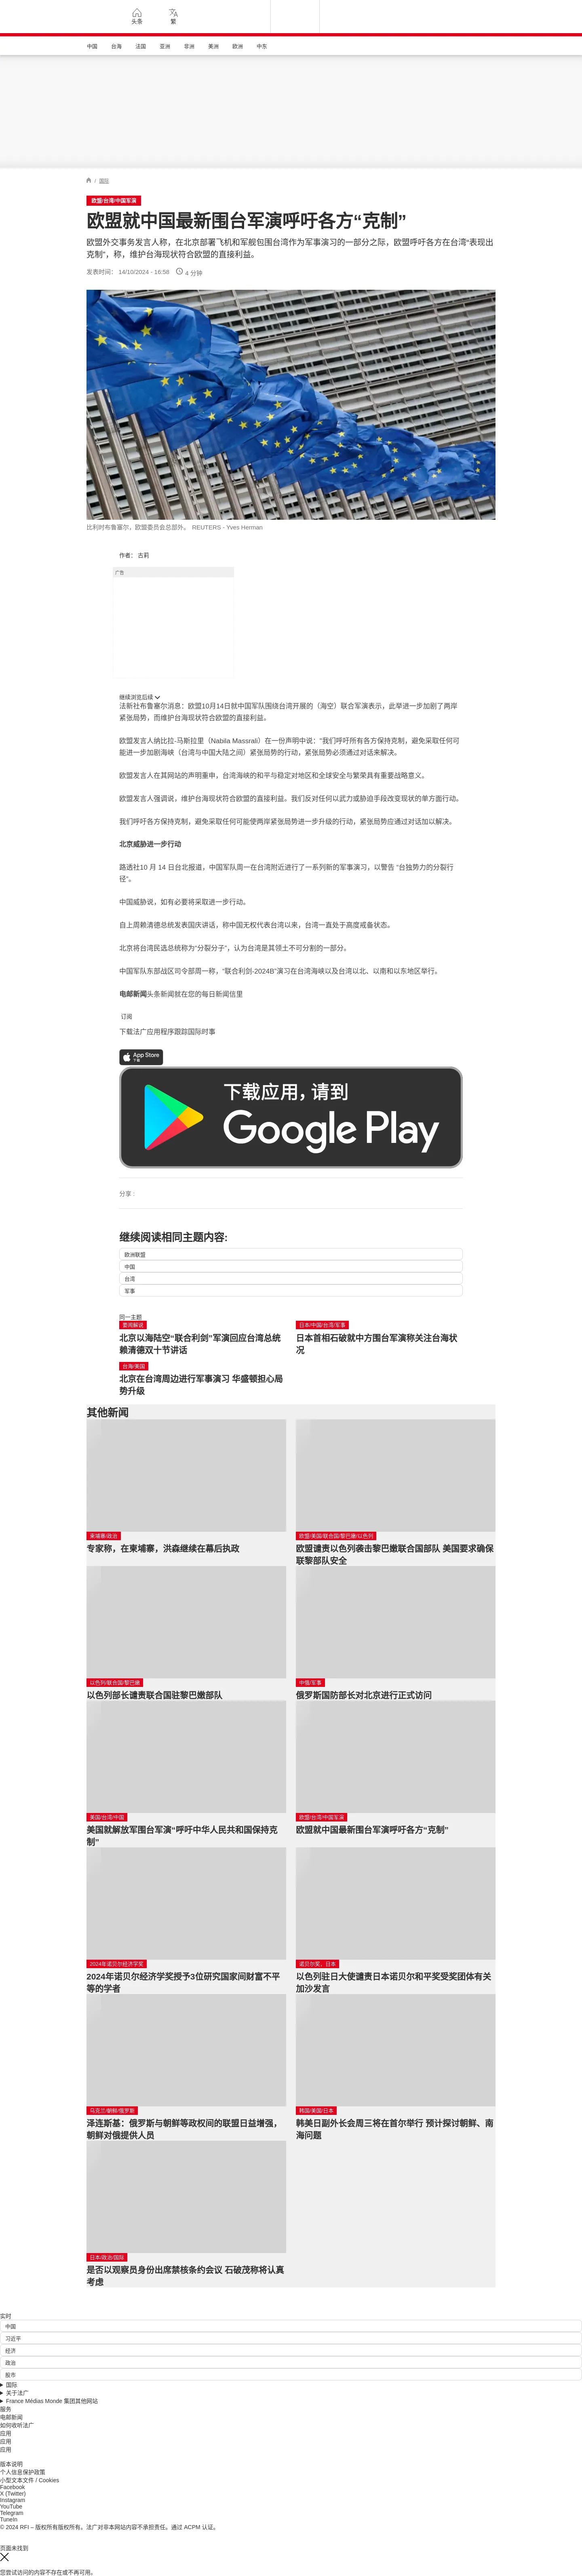 头条
繁
中国
台海
法国
亚洲
非洲
美洲
欧洲
中东
/ 国际
欧盟/台湾/中国军演
欧盟就中国最新围台军演呼吁各方“克制”
欧盟外交事务发言人称，在北京部署飞机和军舰包围台湾作为军事演习的一部分之际，欧盟呼吁各方在台湾“表现出
克制”，称，维护台海现状符合欧盟的直接利益。
发表时间： 14/10/2024 - 16:58
4 分钟
比利时布鲁塞尔，欧盟委员会总部外。 REUTERS - Yves Herman
作者： 古莉
广告
继续浏览后续
法新社布鲁塞尔消息：欧盟10月14日就中国军队围绕台湾开展的（海空）联合军演表示，此举进一步加剧了两岸
紧张局势，而维护台海现状符合欧盟的直接利益。
欧盟发言人纳比拉-马斯拉里（Nabila Massrali）在一份声明中说：“我们呼吁所有各方保持克制，避免采取任何可
能进一步加剧海峡（台湾与中国大陆之间）紧张局势的行动，紧张局势必须通过对话来解决。
欧盟发言人在其网站的声明重申，台湾海峡的和平与稳定对地区和全球安全与繁荣具有重要战略意义。
欧盟发言人强调说，维护台海现状符合欧盟的直接利益。我们反对任何以武力或胁迫手段改变现状的单方面行动。
我们呼吁各方保持克制，避免采取任何可能使两岸紧张局势进一步升级的行动，紧张局势应通过对话加以解决。
北京威胁进一步行动
路透社10 月 14 日台北报道，中国军队周一在台湾附近进行了一系列新的军事演习，以警告 “台独势力的分裂行
径”。
中国威胁说，如有必要将采取进一步行动。
自上周赖清德总统发表国庆讲话，称中国无权代表台湾以来，台湾一直处于高度戒备状态。
北京将台湾民选总统称为“分裂分子”，认为台湾是其领土不可分割的一部分。
中国军队东部战区司令部周一称，“联合利剑-2024B”演习在台湾海峡以及台湾以北、以南和以东地区举行。
电邮新闻头条新闻就在您的每日新闻信里
订阅
下载法广应用程序跟踪国际时事
App Store
下载
下载应用，请到
Google Play
分享 :
继续阅读相同主题内容:
欧洲联盟
中国
台湾
军事
同一主题
要闻解说
北京以海陆空“联合利剑”军演回应台湾总统
赖清德双十节讲话
日本/中国/台湾/军事
日本首相石破就中方围台军演称关注台海状
况
台海/美国
北京在台湾周边进行军事演习 华盛顿担心局
势升级
其他新闻
柬埔寨/政治
专家称，在柬埔寨，洪森继续在幕后执政
欧盟/美国/联合国/黎巴嫩/以色列
欧盟谴责以色列袭击黎巴嫩联合国部队 美国要求确保
联黎部队安全
以色列/联合国/黎巴嫩
以色列部长谴责联合国驻黎巴嫩部队
中俄/军事
俄罗斯国防部长对北京进行正式访问
美国/台湾/中国
美国就解放军围台军演“呼吁中华人民共和国保持克
制”
欧盟/台湾/中国军演
欧盟就中国最新围台军演呼吁各方“克制”
2024年诺贝尔经济学奖
2024年诺贝尔经济学奖授予3位研究国家间财富不平
等的学者
诺贝尔奖，日本
以色列驻日大使谴责日本诺贝尔和平奖受奖团体有关
加沙发言
乌克兰/朝鲜/俄罗斯
泽连斯基：俄罗斯与朝鲜等政权间的联盟日益增强，
朝鲜对俄提供人员
韩国/美国/日本
韩美日副外长会周三将在首尔举行 预计探讨朝鲜、南
海问题
日本/政治/国际
是否以观察员身份出席禁核条约会议 石破茂称将认真
考虑
实时
中国
习近平
经济
政治
股市
国际
关于法广
France Médias Monde 集团其他网站
服务
电邮新闻
如何收听法广
应用
应用
应用
版本说明
个人信息保护政策
小型文本文件 / Cookies
Facebook
X (Twitter)
Instagram
YouTube
Telegram
TuneIn
© 2024 RFI – 版权所有版权所有。法广对非本网站内容不承担责任。通过 ACPM 认证。
页面未找到
您尝试访问的内容不存在或不再可用。